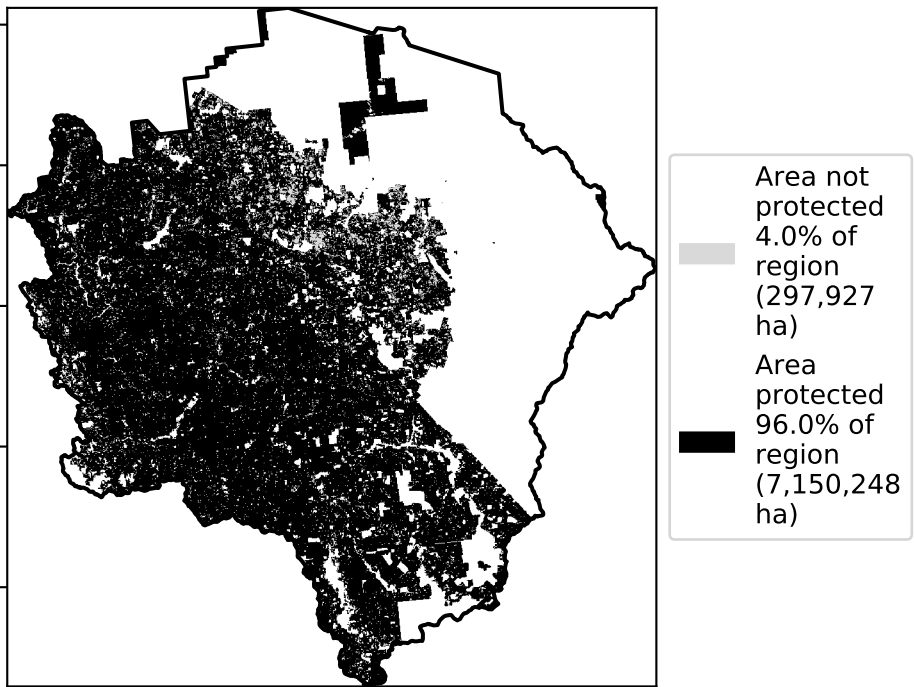 Area not
protected
4.0% of
region
(297,927
ha)
Area
protected
96.0% of
region
(7,150,248
ha)